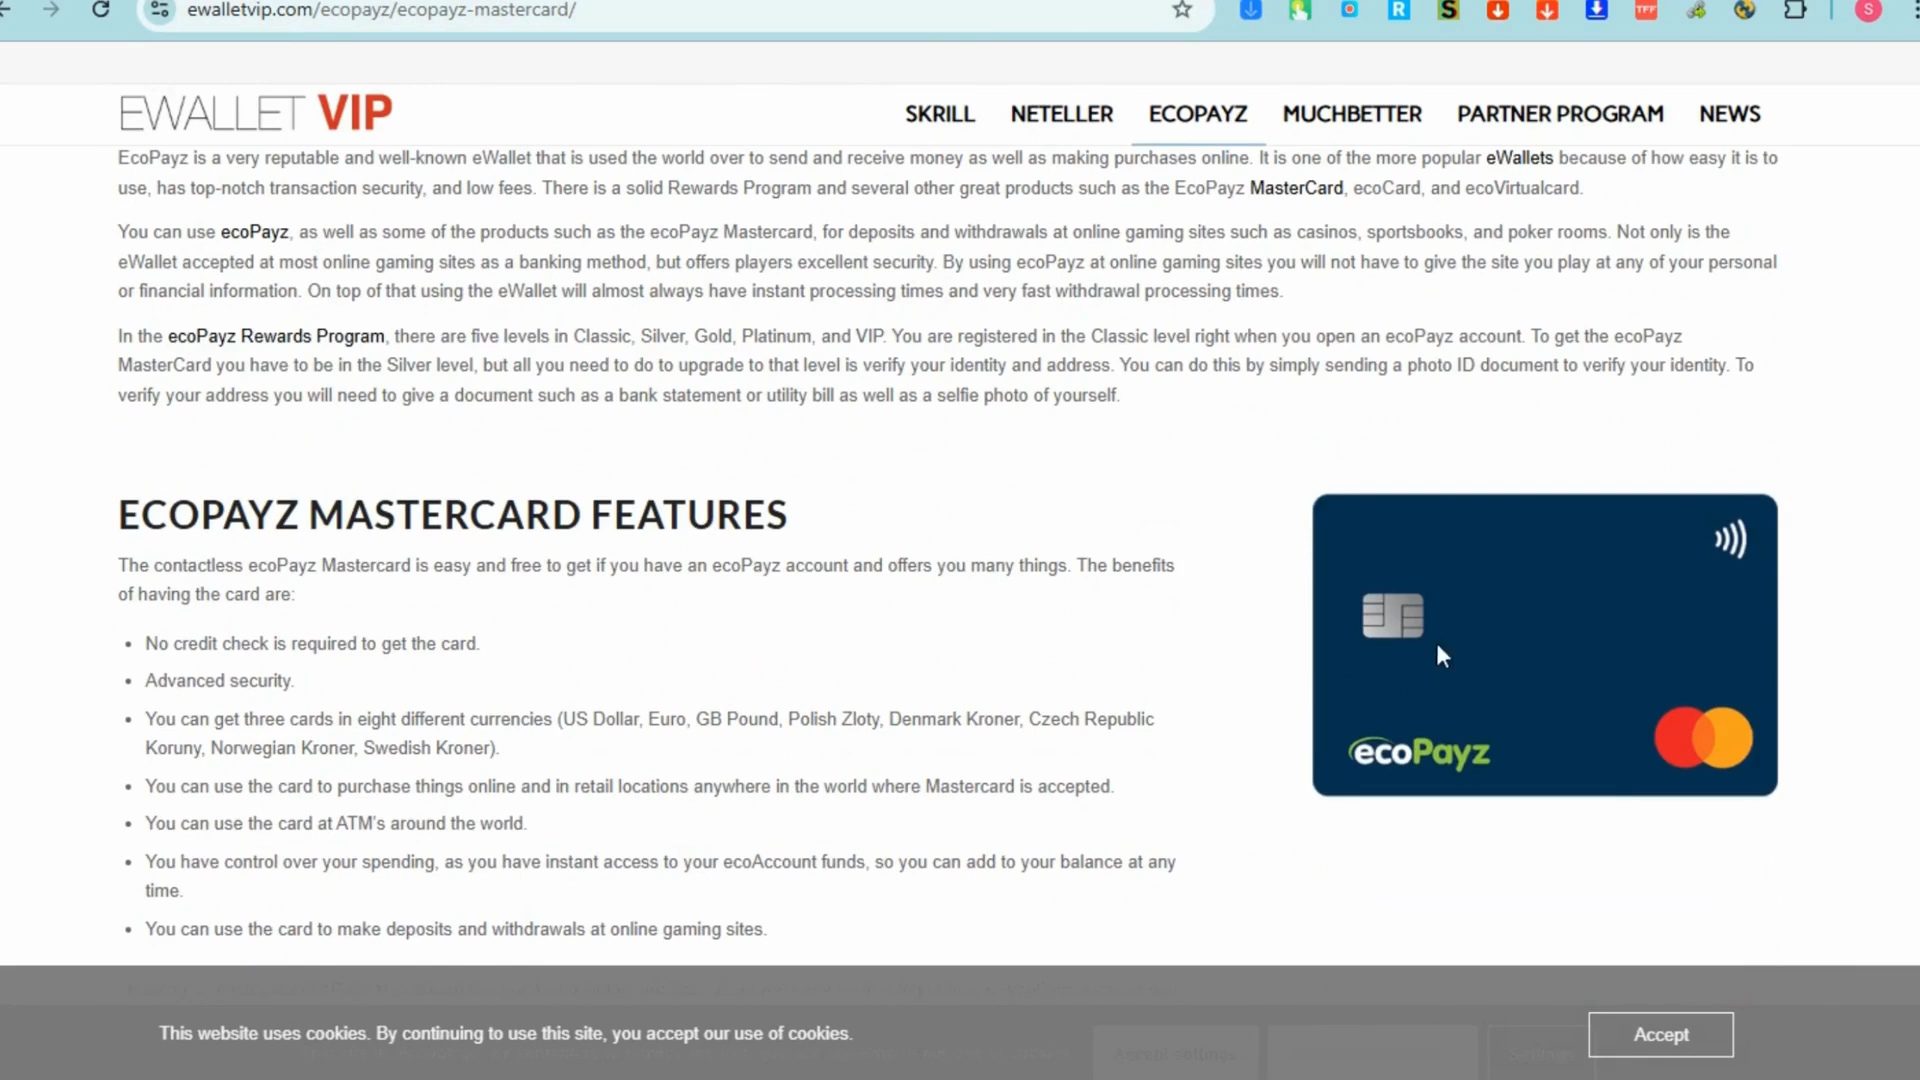 ewalletvip.com/ecopayz/ecopayz-mastercard/
R
S
TFF
S
EWALLET VIP
SKRILL
NETELLER
ECOPAYZ
MUCHBETTER
PARTNER PROGRAM
NEWS
EcoPayz is a very reputable and well-known eWallet that is used the world over to send and receive money as well as making purchases online. It is one of the more popular eWallets because of how easy it is to
use, has top-notch transaction security, and low fees. There is a solid Rewards Program and several other great products such as the EcoPayz MasterCard, ecoCard, and ecoVirtualcard.
You can use ecoPayz, as well as some of the products such as the ecoPayz Mastercard, for deposits and withdrawals at online gaming sites such as casinos, sportsbooks, and poker rooms. Not only is the
eWallet accepted at most online gaming sites as a banking method, but offers players excellent security. By using ecoPayz at online gaming sites you will not have to give the site you play at any of your personal
or financial information. On top of that using the eWallet will almost always have instant processing times and very fast withdrawal processing times.
In the ecoPayz Rewards Program, there are five levels in Classic, Silver, Gold, Platinum, and VIP. You are registered in the Classic level right when you open an ecoPayz account. To get the ecoPayz
MasterCard you have to be in the Silver level, but all you need to do to upgrade to that level is verify your identity and address. You can do this by simply sending a photo ID document to verify your identity. To
verify your address you will need to give a document such as a bank statement or utility bill as well as a selfie photo of yourself.
ECOPAYZ MASTERCARD FEATURES
The contactless ecoPayz Mastercard is easy and free to get if you have an ecoPayz account and offers you many things. The benefits
of having the card are:
• No credit check is required to get the card.
• Advanced security.
• You can get three cards in eight different currencies (US Dollar, Euro, GB Pound, Polish Zloty, Denmark Kroner, Czech Republic
Koruny, Norwegian Kroner, Swedish Kroner).
• You can use the card to purchase things online and in retail locations anywhere in the world where Mastercard is accepted.
• You can use the card at ATM's around the world.
• You have control over your spending, as you have instant access to your ecoAccount funds, so you can add to your balance at any
time.
• You can use the card to make deposits and withdrawals at online gaming sites.
ecoPayz
This website uses cookies. By continuing to use this site, you accept our use of cookies.
Accept
Accept settings
Settings